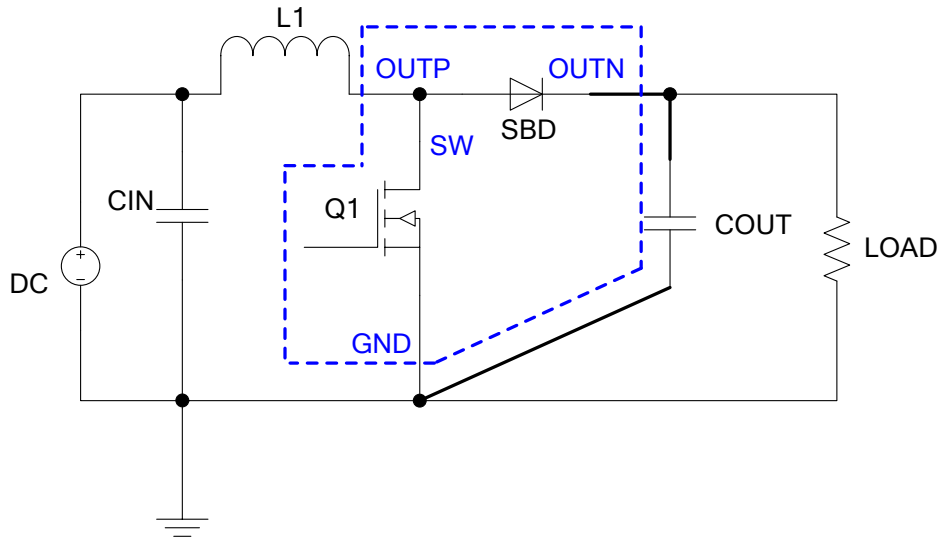 L1
OUTP
OUTN
SBD
SW
CIN
Q1
COUT
LOAD
DC
+
−
GND